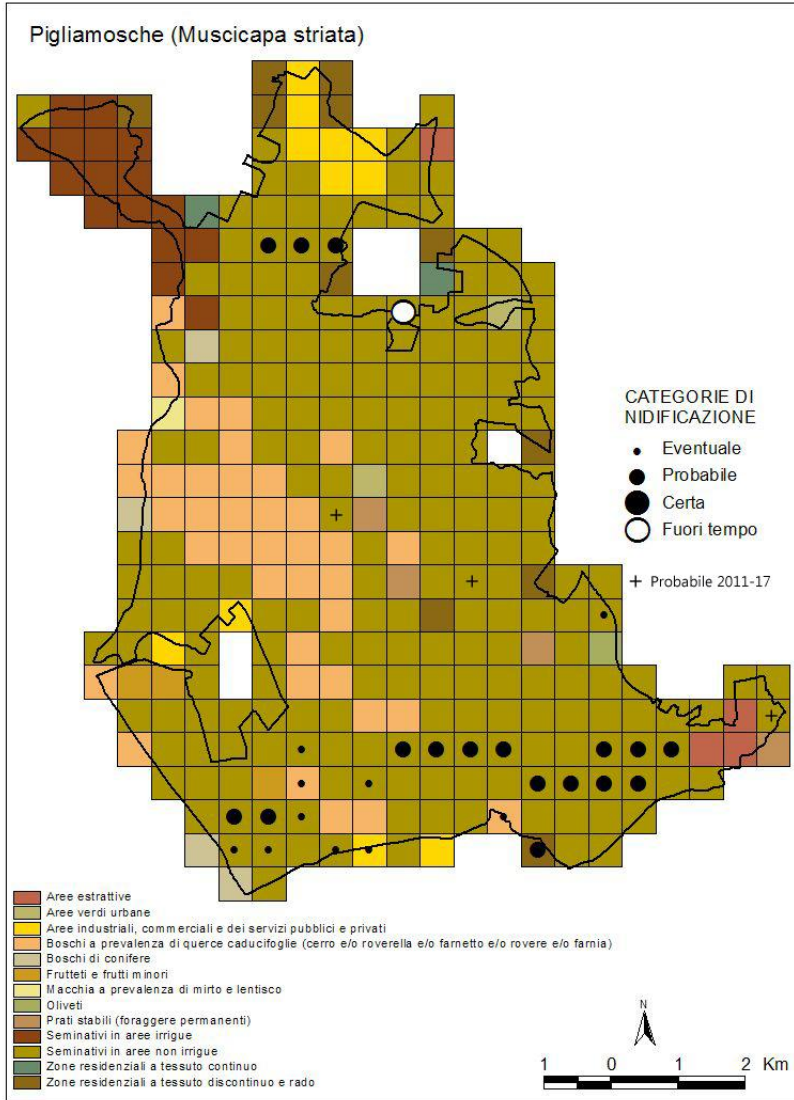 Pigliamosche (Muscicapa striata)
CATEGORIE DI
NIDIFICAZIONE
Eventuale
Probabile
Certa
Fuori tempo
Probabile 2011-17
Aree estrattive
Aree verdi urbane
Aree industriali, commerciali e dei servizi pubblici e privati
Boschi a prevalenza di querce caducifoglie (cerro e/o roverella e/o farnetto e/o rovere e/o farnia)
Boschi di conifere
Frutteti e frutti minori
Macchia a prevalenza di mirto e lentisco
Oliveti
Prati stabili (foraggere permanenti)
Seminativi in aree irrigue
Seminativi in aree non irrigue
Zone residenziali a tessuto continuo
Zone residenziali a tessuto discontinuo e rado
N
1 0 1 2 Km